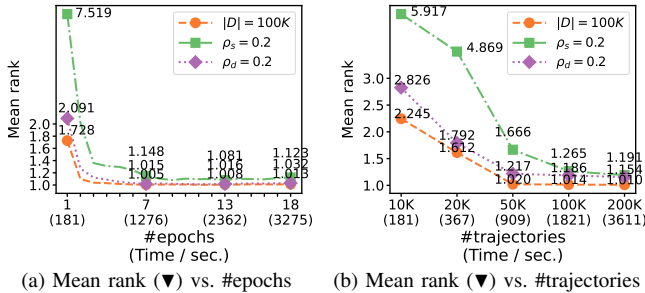 7.519
2.091
1.728
1.148
1.015
1.005
1.081
1.016
1.008
1.123
1.032
1.013
|D| = 100K
ρs = 0.2
ρd = 0.2
Mean rank
2.0
1.8
1.6
1.4
1.2
1.0
1 7 13 18
(181) (1276) (2362) (3275)
#epochs
(Time / sec.)
(a) Mean rank (▼) vs. #epochs
5.917
4.869
2.826
2.245
1.792
1.612
1.666
1.217
1.020
1.265
1.186
1.014
1.191
1.154
1.010
|D| = 100K
ρs = 0.2
ρd = 0.2
Mean rank
3.0
2.5
2.0
1.5
1.0
10K 20K 50K 100K 200K
(181) (367) (909) (1821) (3611)
#trajectories
(Time / sec.)
(b) Mean rank (▼) vs. #trajectories